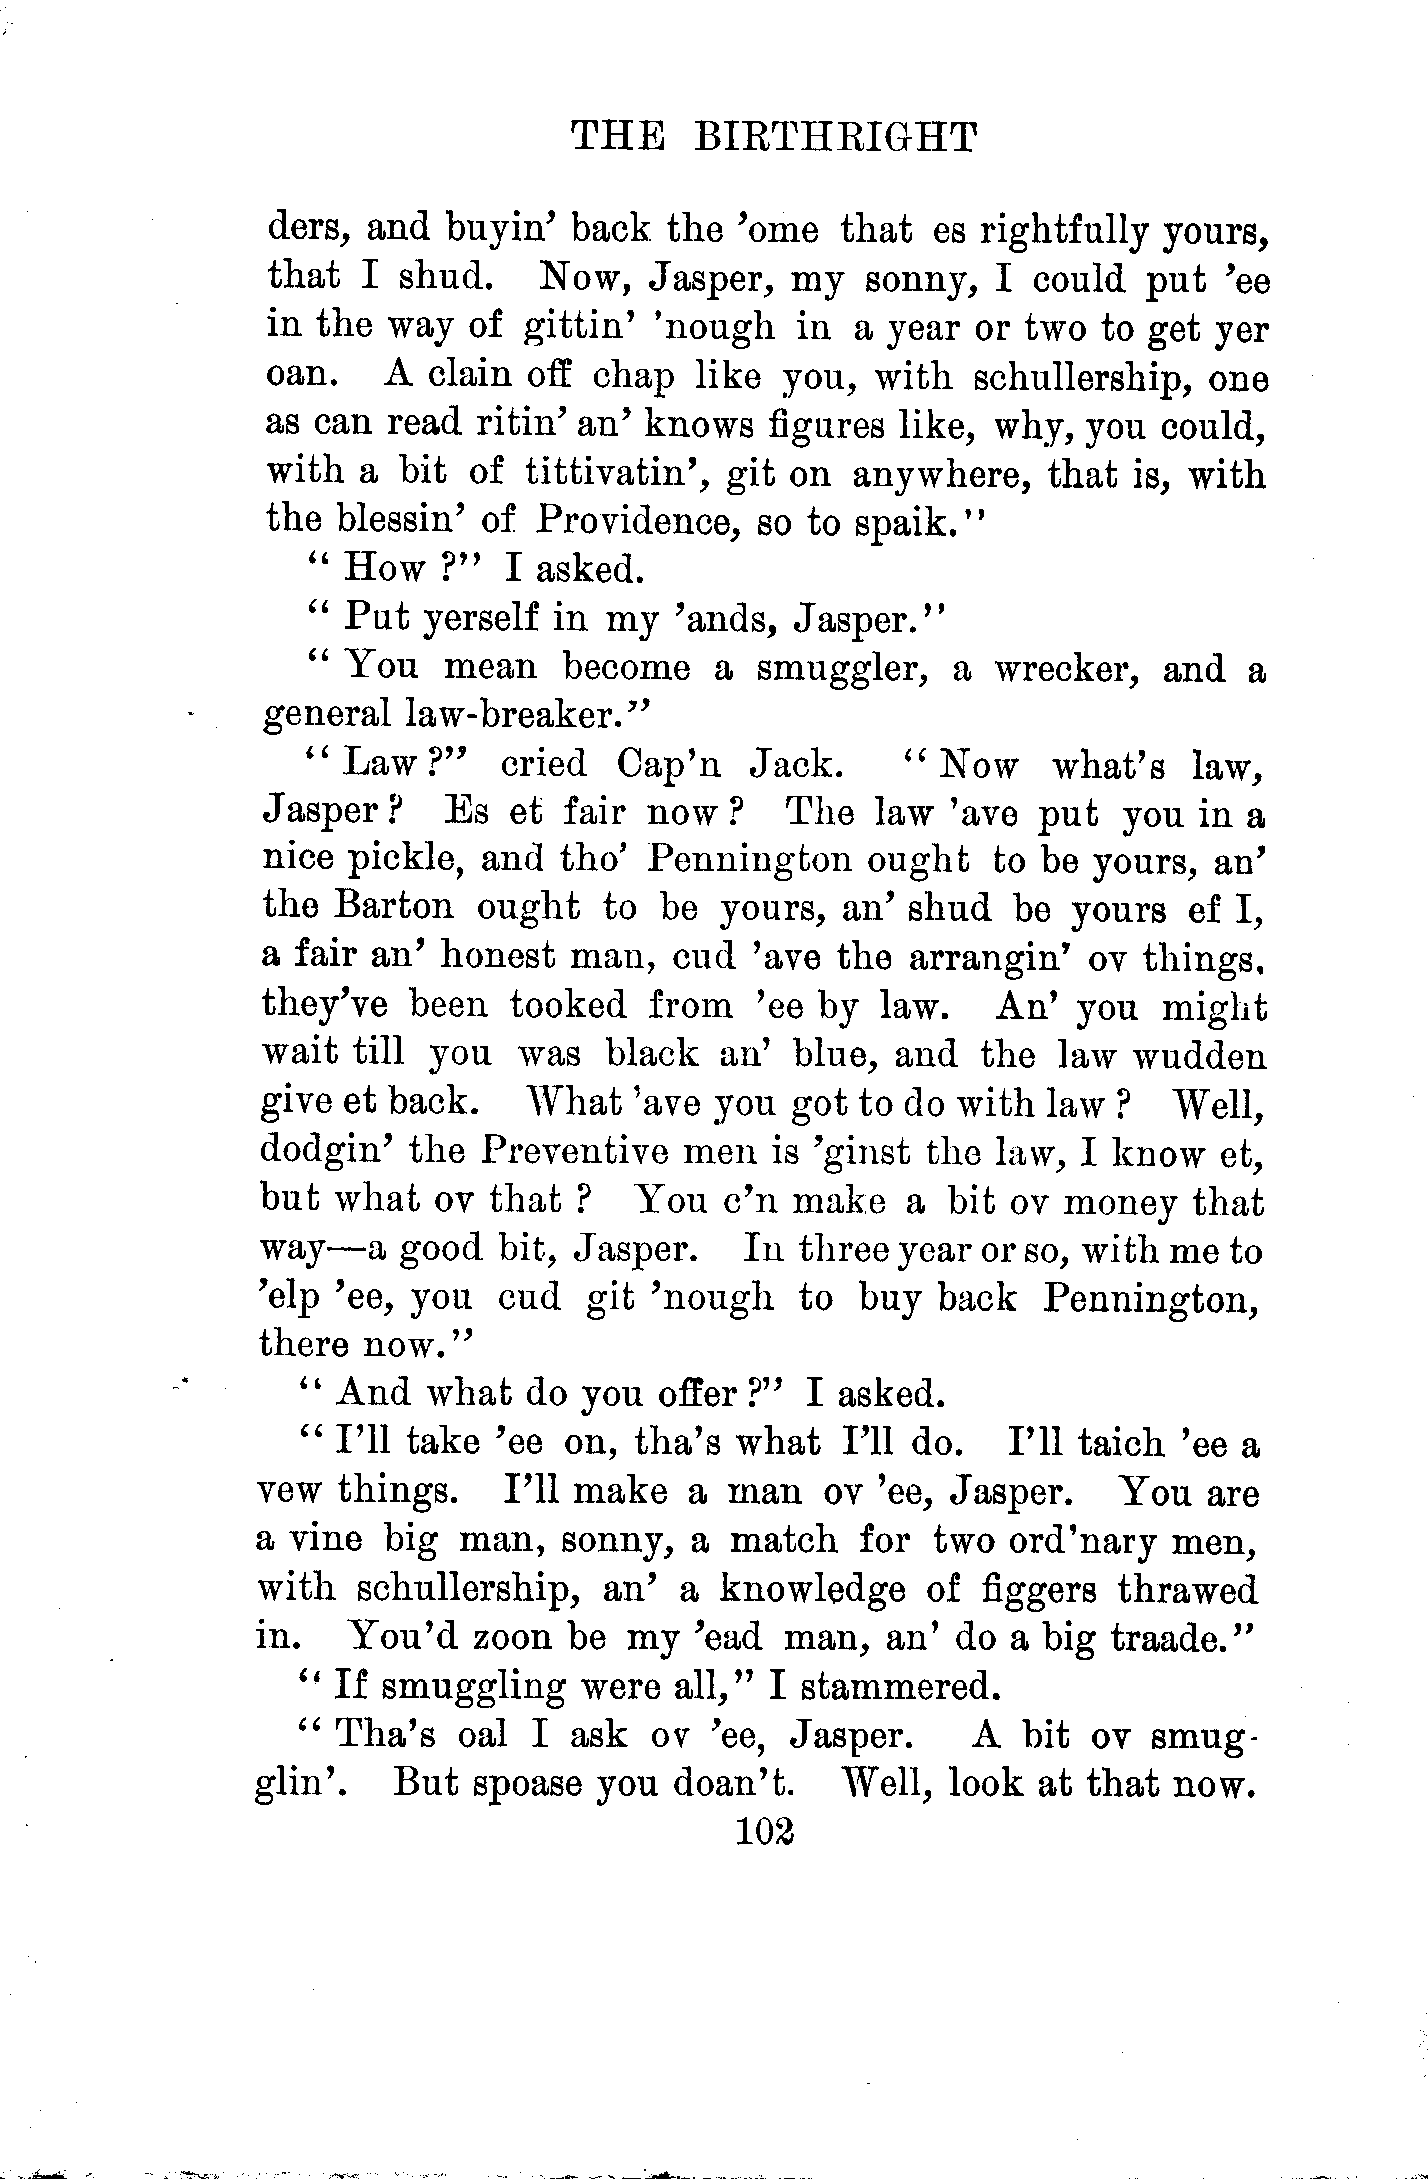 THE BIRTHRIGHT
ders, and buyin' back the 'ome that es rightfully yours,
that I shud. Now, Jasper, my sonny, I could put 'ee
in the way of gittin' 'nough in a year or two to get yer
oan. A clain off chap like you, with schullership, one
as can read ritin' an' knows figures like, why, you could,
with a bit of tittivatin', git on anywhere, that is, with
the blessin' of Providence, so to spaik."
" How ?" I asked.
" Put yerself in my 'ands, Jasper."
" You mean become a smuggler, a wrecker, and a
general law-breaker."
" Law ?" cried Cap'n Jack. " Now what's law,
Jasper ? Es et fair now ? The law 'ave put you in a
nice pickle, and tho' Pennington ought to be yours, an'
the Barton ought to be yours, an' shud be yours ef I,
a fair an' honest man, cud 'ave the arrangin' ov things.
they've been tooked from 'ee by law. An' you might
wait till you was black an' blue, and the law wudden
give et back. What 'ave you got to do with law ? Well,
dodgin' the Preventive men is 'ginst the law, I know et,
but what ov that ? You c'n make a bit ov money that
way—a good bit, Jasper. In three year or so, with me to
'elp 'ee, you cud git 'nough to buy back Pennington,
there now."
" And what do you offer ?" I asked.
" I'll take 'ee on, tha's what I'll do. I'll taich 'ee a
vew things. I'll make a man ov 'ee, Jasper. You are
a vine big man, sonny, a match for two ord'nary men,
with schullership, an' a knowledge of figgers thrawed
in. You'd zoon be my 'ead man, an' do a big traade."
" If smuggling were all," I stammered.
" Tha's oal I ask ov 'ee, Jasper. A bit ov smug-
glin'. But spoase you doan't. Well, look at that now.
102